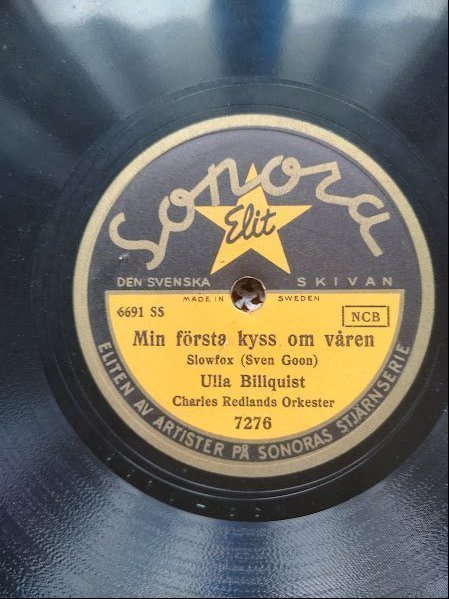 Sonora
Elit
DEN SVENSKA SKIVAN
MADE IN SWEDEN
6691 SS NCB
Min första kyss om våren
Slowfox (Sven Goon)
Ulla Billquist
Charles Redlands Orkester
7276
ELITEN AV ARTISTER PÅ SONORAS STJÄRNSERIE